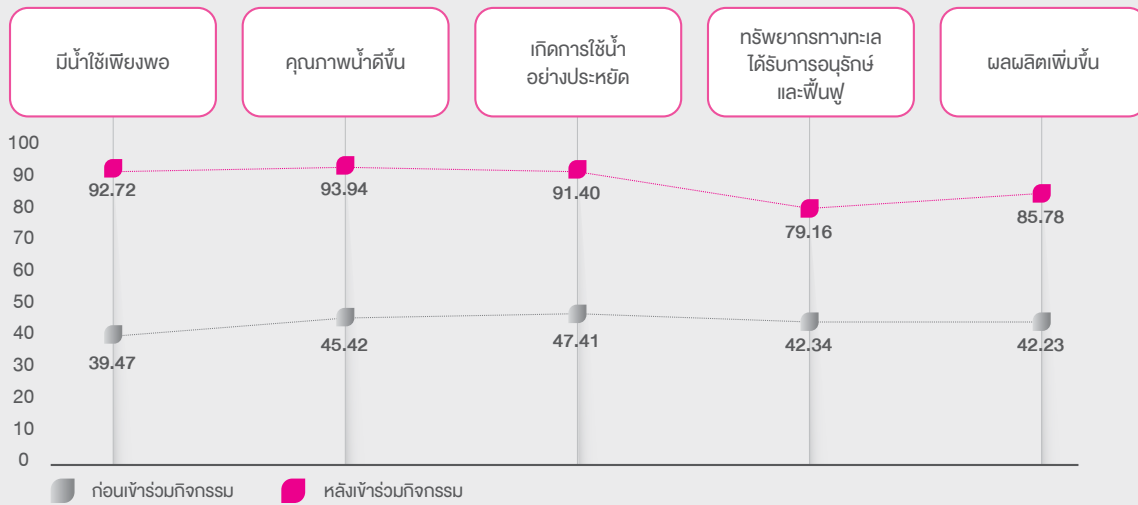 มีน้ำใช้เพียงพอ
คุณภาพน้ำดีขึ้น
เกิดการใช้น้ำ
อย่างประหยัด
ทรัพยากรทางทะเล
ได้รับการอนุรักษ์
และฟื้นฟู
ผลผลิตเพิ่มขึ้น
100
90
80
70
60
50
40
30
20
10
0
92.72
93.94
91.40
79.16
85.78
39.47
45.42
47.41
42.34
42.23
ก่อนเข้าร่วมกิจกรรม
หลังเข้าร่วมกิจกรรม